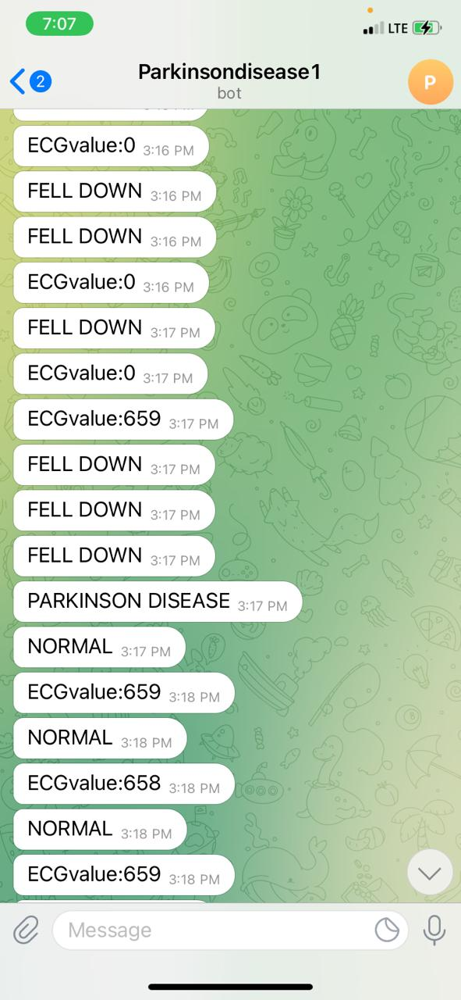 7:07
LTE
2
Parkinsondisease1
bot
P
ECGvalue:0 3:16 PM
FELL DOWN 3:16 PM
FELL DOWN 3:16 PM
ECGvalue:0 3:16 PM
FELL DOWN 3:17 PM
ECGvalue:0 3:17 PM
ECGvalue:659 3:17 PM
FELL DOWN 3:17 PM
FELL DOWN 3:17 PM
FELL DOWN 3:17 PM
PARKINSON DISEASE 3:17 PM
NORMAL 3:17 PM
ECGvalue:659 3:18 PM
NORMAL 3:18 PM
ECGvalue:658 3:18 PM
NORMAL 3:18 PM
ECGvalue:659 3:18 PM
Message